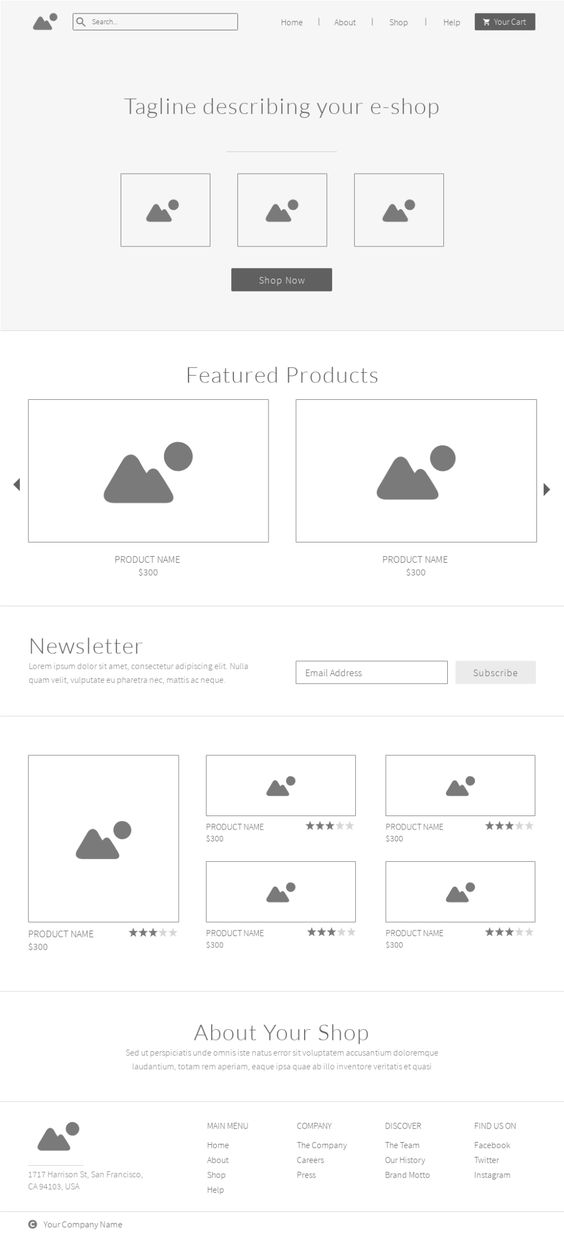 Search...
Home | About | Shop | Help
Your Cart
Tagline describing your e-shop
Shop Now
Featured Products
PRODUCT NAME
$300
PRODUCT NAME
$300
Newsletter
Lorem ipsum dolor sit amet, consectetur adipiscing elit. Nulla
quam velit, vulputate eu pharetra nec, mattis ac neque.
Email Address
Subscribe
PRODUCT NAME
$300
PRODUCT NAME
$300
PRODUCT NAME
$300
PRODUCT NAME
$300
PRODUCT NAME
$300
About Your Shop
Sed ut perspiciatis unde omnis iste natus error sit voluptatem accusantium doloremque
laudantium, totam rem aperiam, eaque ipsa quae ab illo inventore veritatis et quasi
1717 Harrison St, San Francisco,
CA 94103, USA
MAIN MENU
Home
About
Shop
Help
COMPANY
The Company
Careers
Press
DISCOVER
The Team
Our History
Brand Motto
FIND US ON
Facebook
Twitter
Instagram
© Your Company Name